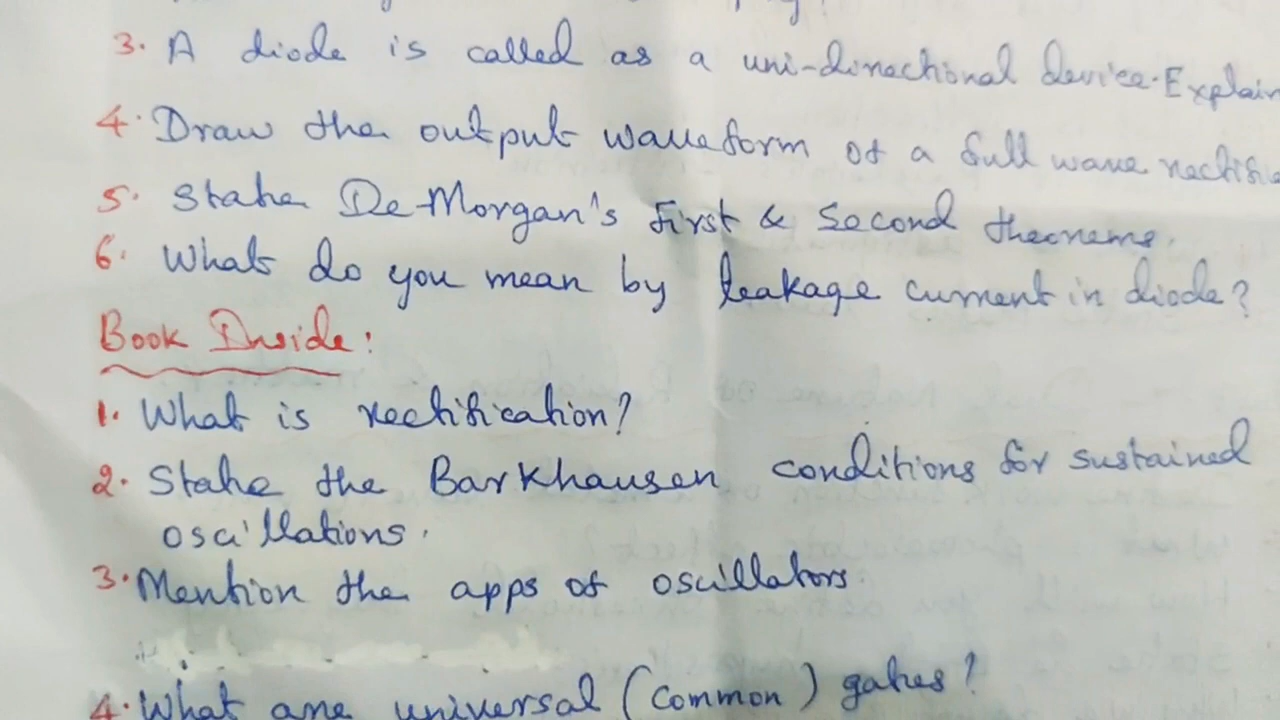 3. A diode is called as a uni-directional device. Explain
4. Draw the output waveform of a full wave rectifie
5. State De-Morgan's First & Second theorems.
6. What do you mean by leakage current in diode?
Book Inside:
1. What is rectification?
2. State the Barkhausen conditions for sustained
oscillations.
3. Mention the apps of oscillators.
4. What are universal (Common) gates?